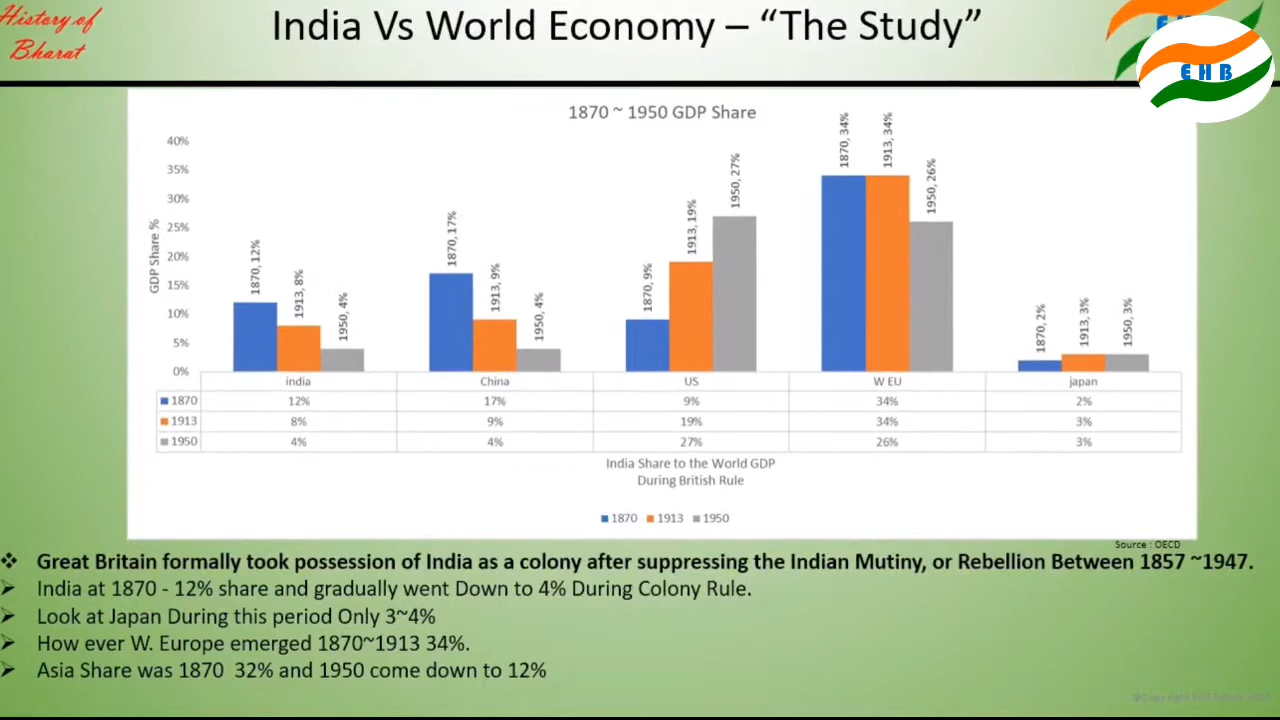 History of
Bharat
India Vs World Economy – “The Study”
EHB
1870 ~ 1950 GDP Share
GDP Share %
40%
35%
30%
25%
20%
15%
10%
5%
0%
1870, 12%
1913, 8%
1950, 4%
1870, 17%
1913, 9%
1950, 4%
1870, 9%
1913, 19%
1950, 27%
1870, 34%
1913, 34%
1950, 26%
1870, 2%
1913, 3%
1950, 3%
india China US W EU japan
1870 12% 17% 9% 34% 2%
1913 8% 9% 19% 34% 3%
1950 4% 4% 27% 26% 3%
India Share to the World GDP
During British Rule
1870 1913 1950
Source : OECD
❖ Great Britain formally took possession of India as a colony after suppressing the Indian Mutiny, or Rebellion Between 1857 ~1947.
➢ India at 1870 - 12% share and gradually went Down to 4% During Colony Rule.
➢ Look at Japan During this period Only 3~4%
➢ How ever W. Europe emerged 1870~1913 34%.
➢ Asia Share was 1870 32% and 1950 come down to 12%
@Copyright EHB